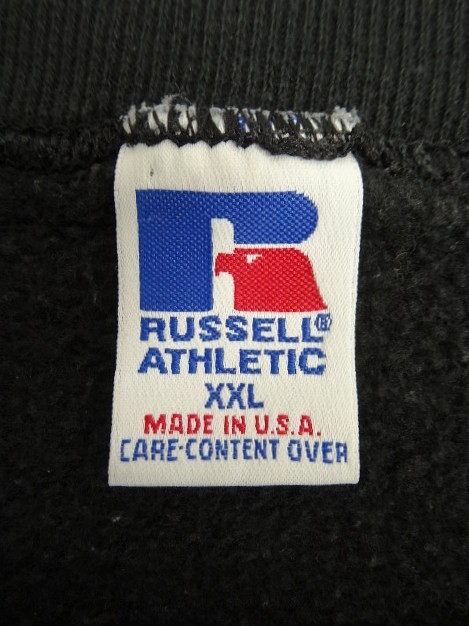 RUSSELL®
ATHLETIC
XXL
MADE IN U.S.A.
CARE-CONTENT OVER